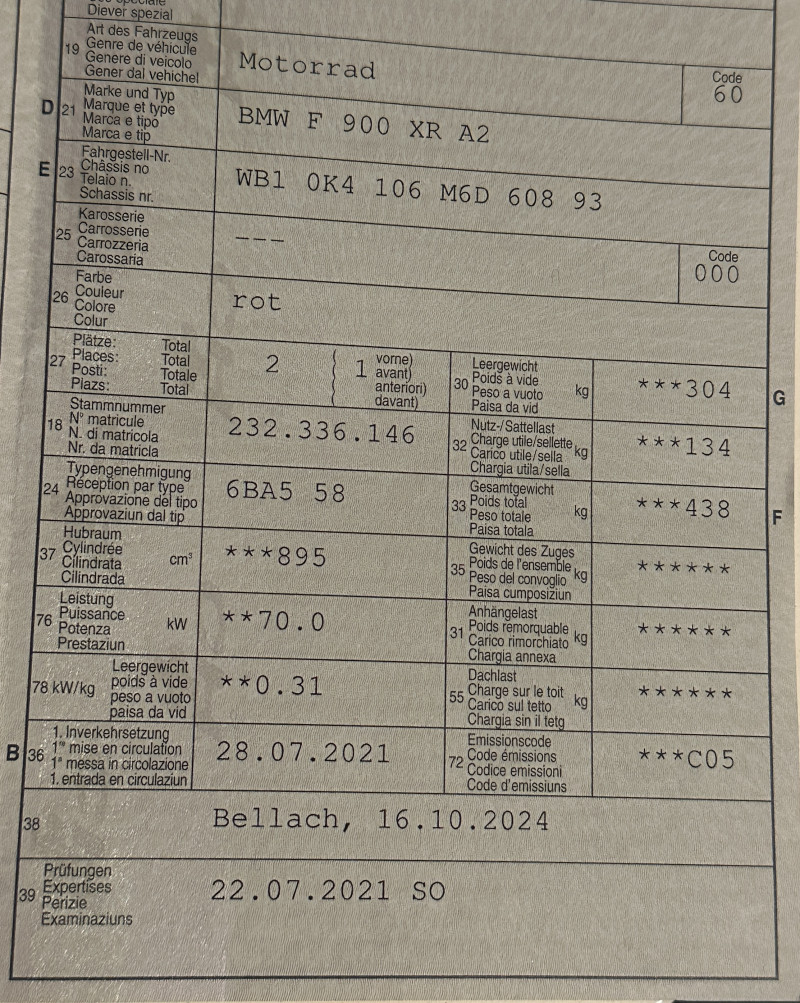 Diever spezial
Art des Fahrzeugs
19 Genre de véhicule
Genere di veicolo
Gener dal vehichel
Motorrad
Code
60
Marke und Typ
D 21 Marque et type
Marca e tipo
Marca e tip
BMW F 900 XR A2
Fahrgestell-Nr.
E 23 Châssis no
Telaio n.
Schassis nr.
WB1 0K4 106 M6D 608 93
Karosserie
25 Carrosserie
Carrozzeria
Carossaria
---
Code
000
Farbe
26 Couleur
Colore
Colur
rot
Plätze: Total
27 Places: Total
Posti: Totale
Plazs: Total
2 ( 1 vorne)
avant)
anteriori)
davant)
Leergewicht
30 Poids à vide
Peso a vuoto kg
Paisa da vid
***304 G
Stammnummer
18 N° matricule
N. di matricola
Nr. da matricla
232.336.146
Nutz-/Sattellast
32 Charge utile/sellette
Carico utile/sella kg
Chargia utila/sella
***134
Typengenehmigung
24 Réception par type
Approvazione del tipo
Approvaziun dal tip
6BA5 58
Gesamtgewicht
33 Poids total
Peso totale kg
Paisa totala
***438 F
Hubraum
37 Cylindrée
Cilindrata cm³
Cilindrada
***895
Gewicht des Zuges
35 Poids de l'ensemble
Peso del convoglio kg
Paisa cumposiziun
******
Leistung
76 Puissance
Potenza kW
Prestaziun
**70.0
Anhängelast
31 Poids remorquable
Carico rimorchiato kg
Chargia annexa
******
Leergewicht
78 kW/kg poids à vide
peso a vuoto
paisa da vid
**0.31
Dachlast
55 Charge sur le toit
Carico sul tetto kg
Chargia sin il tetg
******
1. Inverkehrsetzung
B 36 1re mise en circulation
1a messa in circolazione
1. entrada en circulaziun
28.07.2021
Emissionscode
72 Code émissions
Codice emissioni
Code d'emissiuns
***C05
38 Bellach, 16.10.2024
Prüfungen
39 Expertises
Perizie
Examinaziuns
22.07.2021 SO